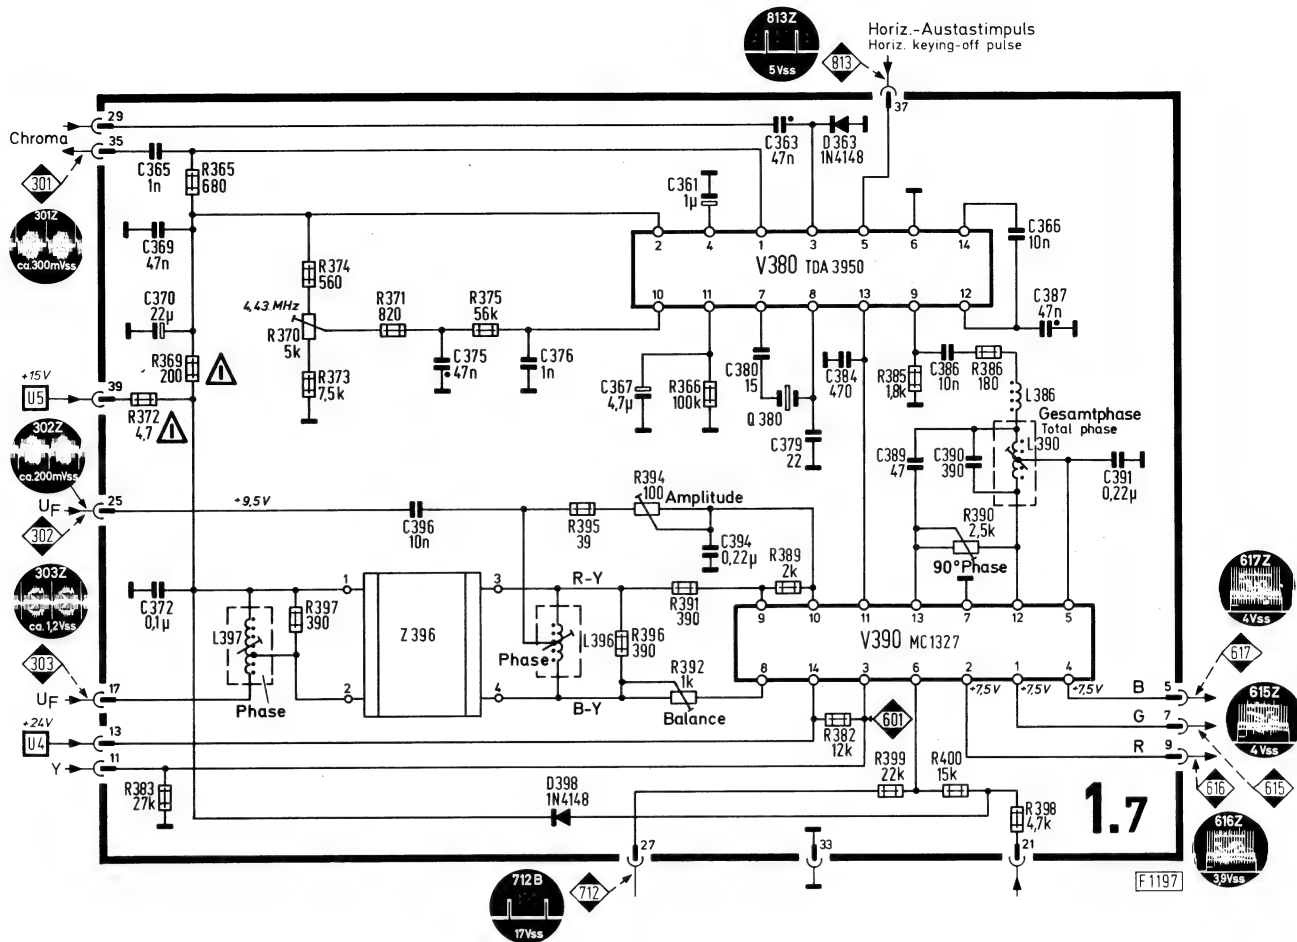 813Z
5Vss
813
Horiz.-Austastimpuls
Horiz. keying-off pulse
37
29
Chroma
35
301
C365
1n
R365
680
C363
47n
D363
1N4148
C361
1µ
301Z
ca.300mVss
C369
47n
2
4
1
3
5
6
14
C366
10n
V380 TDA 3950
R374
560
C370
22µ
4,43 MHz
R370
5k
R371
820
R375
56k
10
11
7
8
13
9
12
C387
47n
R369
200
R373
7,5k
C375
47n
C376
1n
C367
4,7µ
R366
100k
C380
15
Q380
C384
470
R385
1,8k
C386
10n
R386
180
L386
+15V
U5
39
R372
4,7
302Z
ca.200mVss
C379
22
Gesamtphase
Total phase
L390
C389
47
C390
390
C391
0,22µ
UF
25
302
+9,5V
C396
10n
R395
39
R394
100
Amplitude
C394
0,22µ
R390
2,5k
90°Phase
303Z
ca. 1,2Vss
C372
0,1µ
1
R397
390
L397
Phase
2
Z396
3
R-Y
L396
Phase
R396
390
4
B-Y
R391
390
R389
2k
R392
1k
Balance
9
10
11
13
7
12
5
V390 MC1327
8
14
3
6
2
1
4
+7,5V
+7,5V
+7,5V
617Z
4Vss
617
B
5
615Z
4Vss
G
7
615
R
9
616
616Z
3,9Vss
303
UF
17
+24V
U4
13
Y
11
R383
27k
R382
12k
601
R399
22k
R400
15k
D398
1N4148
R398
4,7k
1.7
27
33
21
F1197
712B
17Vss
712